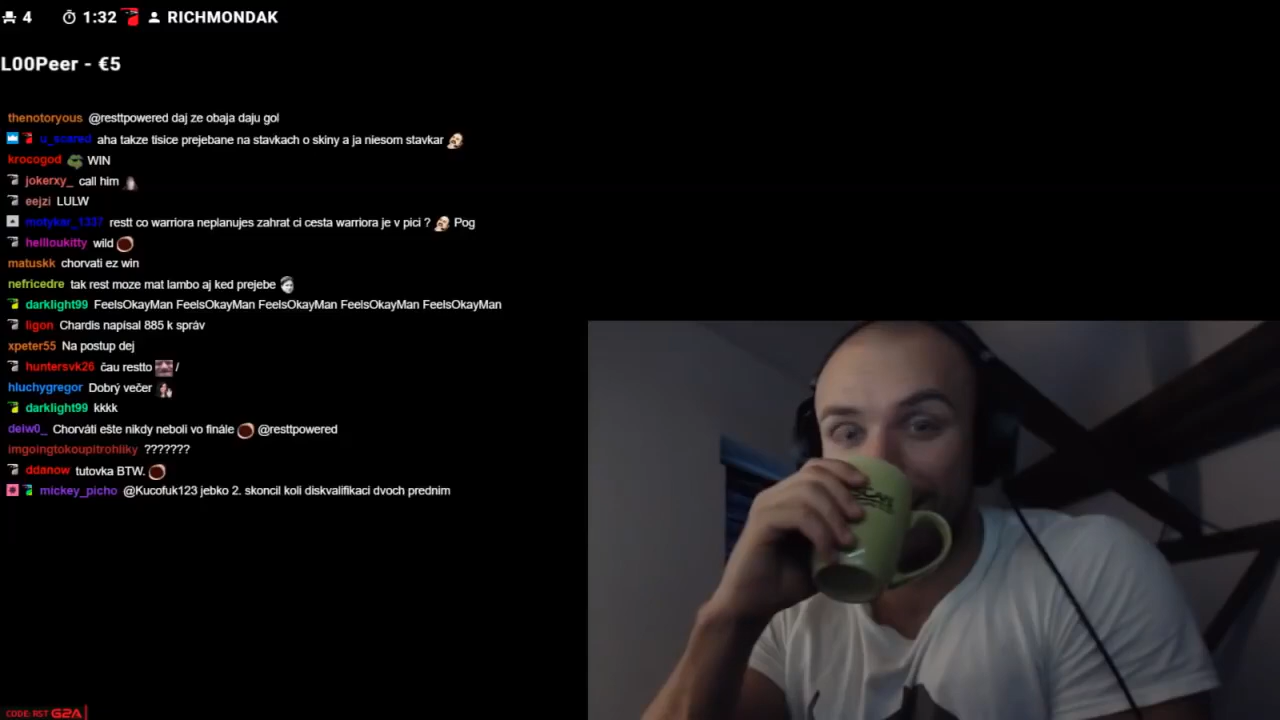 4 1:32 RICHMONDAK
L00Peer - €5
thenotoryous @resttpowered daj ze obaja daju gol
u_scared aha takze tisice prejebane na stavkach o skiny a ja niesom stavkar
krocogod WIN
jokerxy_ call him
eejzi LULW
motykar_1337 restt co warriora neplanujes zahrat ci cesta warriora je v pici ? Pog
hellloukitty wild
matuskk chorvati ez win
nefricedre tak rest moze mat lambo aj ked prejebe
darklight99 FeelsOkayMan FeelsOkayMan FeelsOkayMan FeelsOkayMan FeelsOkayMan
ligon Chardis napísal 885 k správ
xpeter55 Na postup dej
huntersvk26 čau restto /
hluchygregor Dobrý večer
darklight99 kkkk
deiw0_ Chorváti ešte nikdy neboli vo finále @resttpowered
imgoingtokoupitrohliky ???????
ddanow tutovka BTW.
mickey_picho @Kucofuk123 jebko 2. skoncil koli diskvalifikaci dvoch prednim
CODE: RST G2A